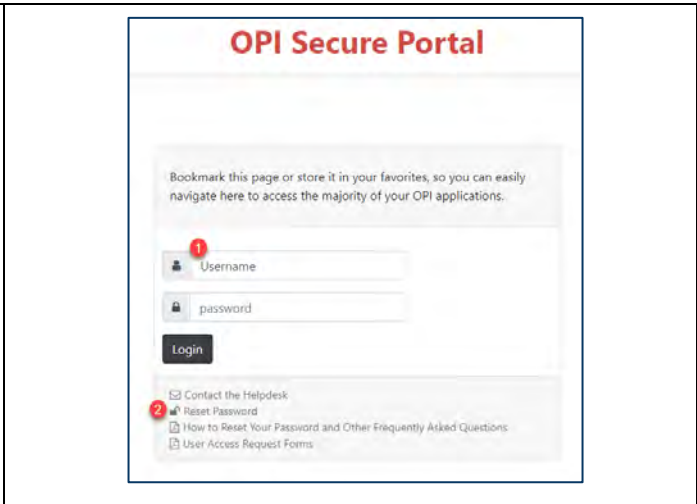 OPI Secure Portal
Bookmark this page or store it in your favorites, so you can easily
navigate here to access the majority of your OPI applications.
1
Username
password
Login
Contact the Helpdesk
2 Reset Password
How to Reset Your Password and Other Frequently Asked Questions
User Access Request Forms